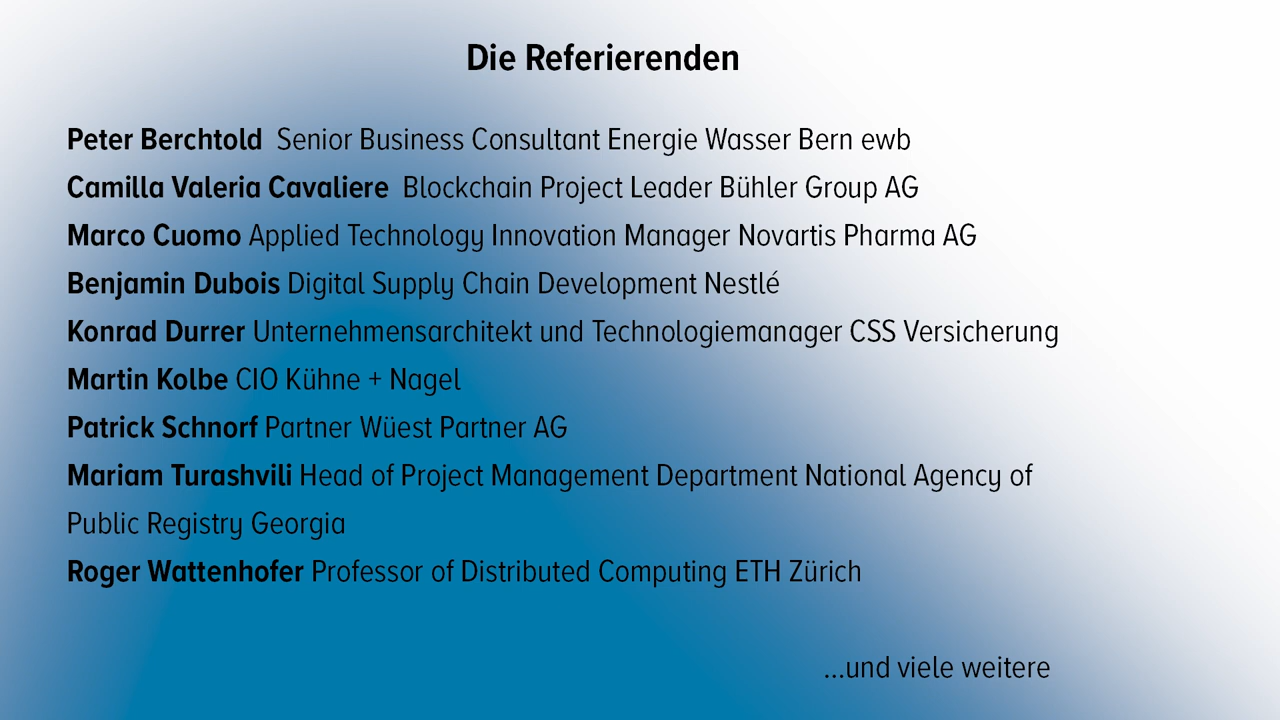 Die Referierenden
Peter Berchtold Senior Business Consultant Energie Wasser Bern ewb
Camilla Valeria Cavaliere Blockchain Project Leader Bühler Group AG
Marco Cuomo Applied Technology Innovation Manager Novartis Pharma AG
Benjamin Dubois Digital Supply Chain Development Nestlé
Konrad Durrer Unternehmensarchitekt und Technologiemanager CSS Versicherung
Martin Kolbe CIO Kühne + Nagel
Patrick Schnorf Partner Wüest Partner AG
Mariam Turashvili Head of Project Management Department National Agency of
Public Registry Georgia
Roger Wattenhofer Professor of Distributed Computing ETH Zürich
...und viele weitere